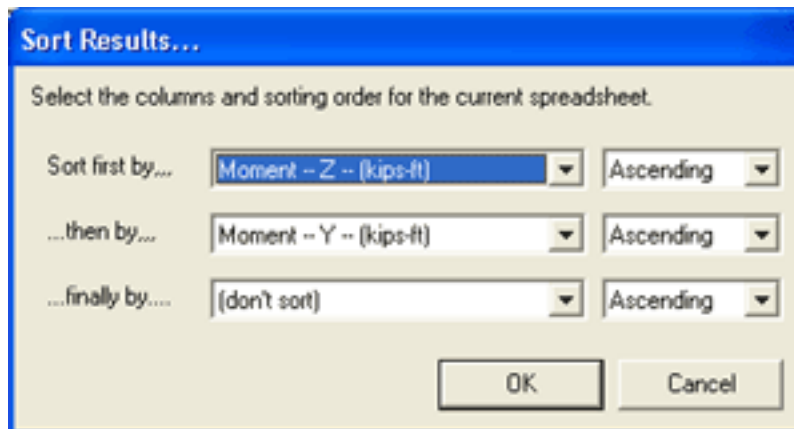 Sort Results...
Select the columns and sorting order for the current spreadsheet.
Sort first by,,, Moment -- Z -- (kips-ft) Ascending
...then by,,, Moment -- Y -- (kips-ft) Ascending
...finally by.... (don't sort) Ascending
OK Cancel